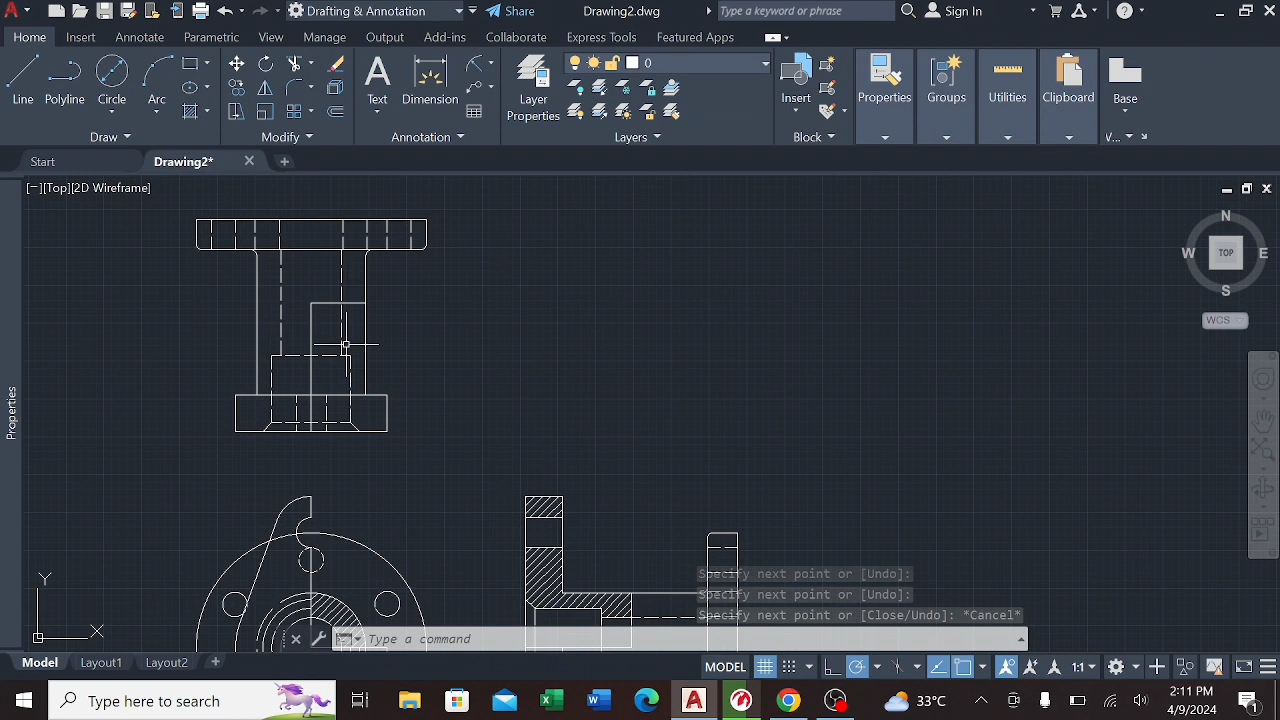 Drafting & Annotation
Share
Drawing2.dwg
Type a keyword or phrase
Sign In
Home
Insert
Annotate
Parametric
View
Manage
Output
Add-ins
Collaborate
Express Tools
Featured Apps
0
Line
Polyline
Circle
Arc
Text
Dimension
Layer
Properties
Insert
Properties
Groups
Utilities
Clipboard
Base
Draw
Modify
Annotation
Layers
Block
V...
Start
Drawing2*
[−][Top][2D Wireframe]
N
W
TOP
E
S
WCS
Properties
Specify next point or [Undo]:
Specify next point or [Undo]:
Specify next point or [Close/Undo]: *Cancel*
Y
X
Type a command
Model
Layout1
Layout2
MODEL
1:1
Type here to search
33°C
2:11 PM
4/9/2024
1